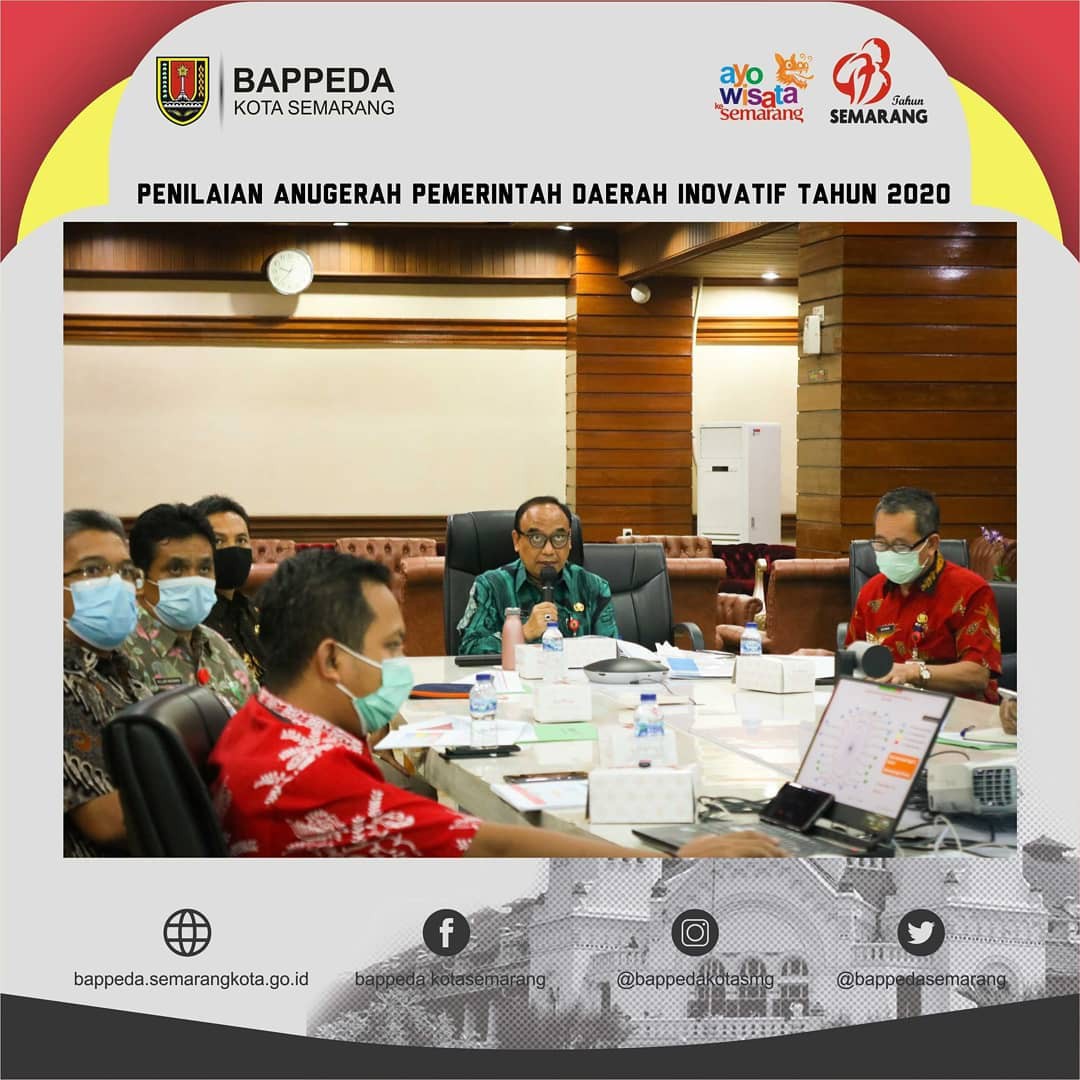 BAPPEDA
KOTA SEMARANG
ayo
wisata
ke
semarang
Tahun
SEMARANG
PENILAIAN ANUGERAH PEMERINTAH DAERAH INOVATIF TAHUN 2020
bappeda.semarangkota.go.id
bappeda kotasemarang
@bappedakotasmg
@bappedasemarang